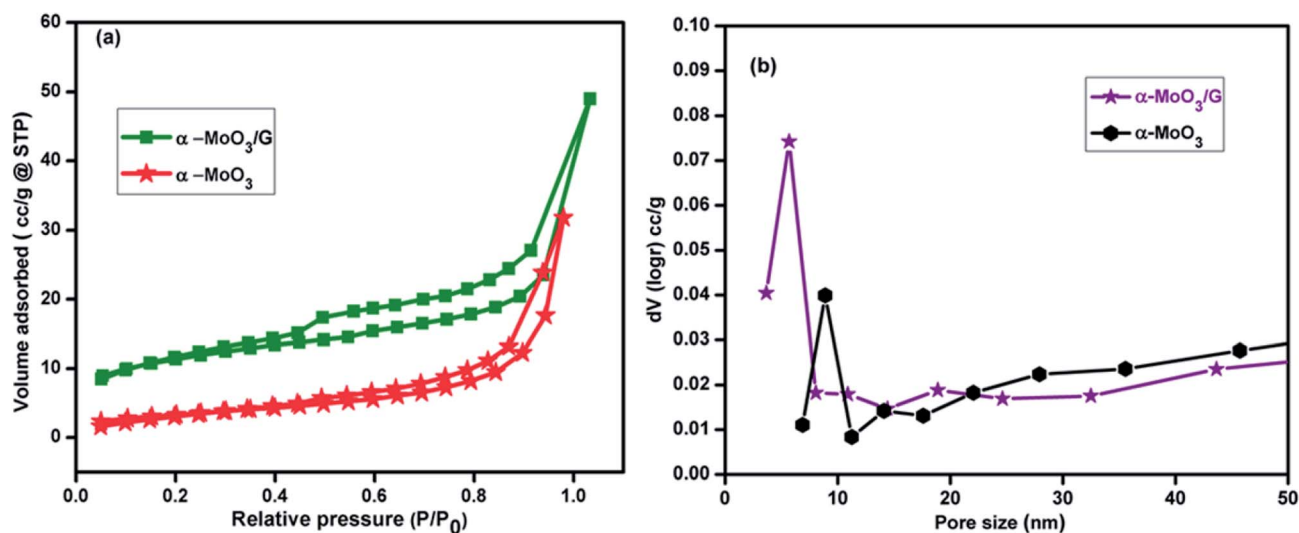 (a)
α –MoO₃/G
α –MoO₃
Volume adsorbed ( cc/g @ STP)
60
50
40
30
20
10
0
0.0 0.2 0.4 0.6 0.8 1.0
Relative pressure (P/P₀)
(b)
α-MoO₃/G
α-MoO₃
dV (logr) cc/g
0.10
0.09
0.08
0.07
0.06
0.05
0.04
0.03
0.02
0.01
0.00
0 10 20 30 40 50
Pore size (nm)